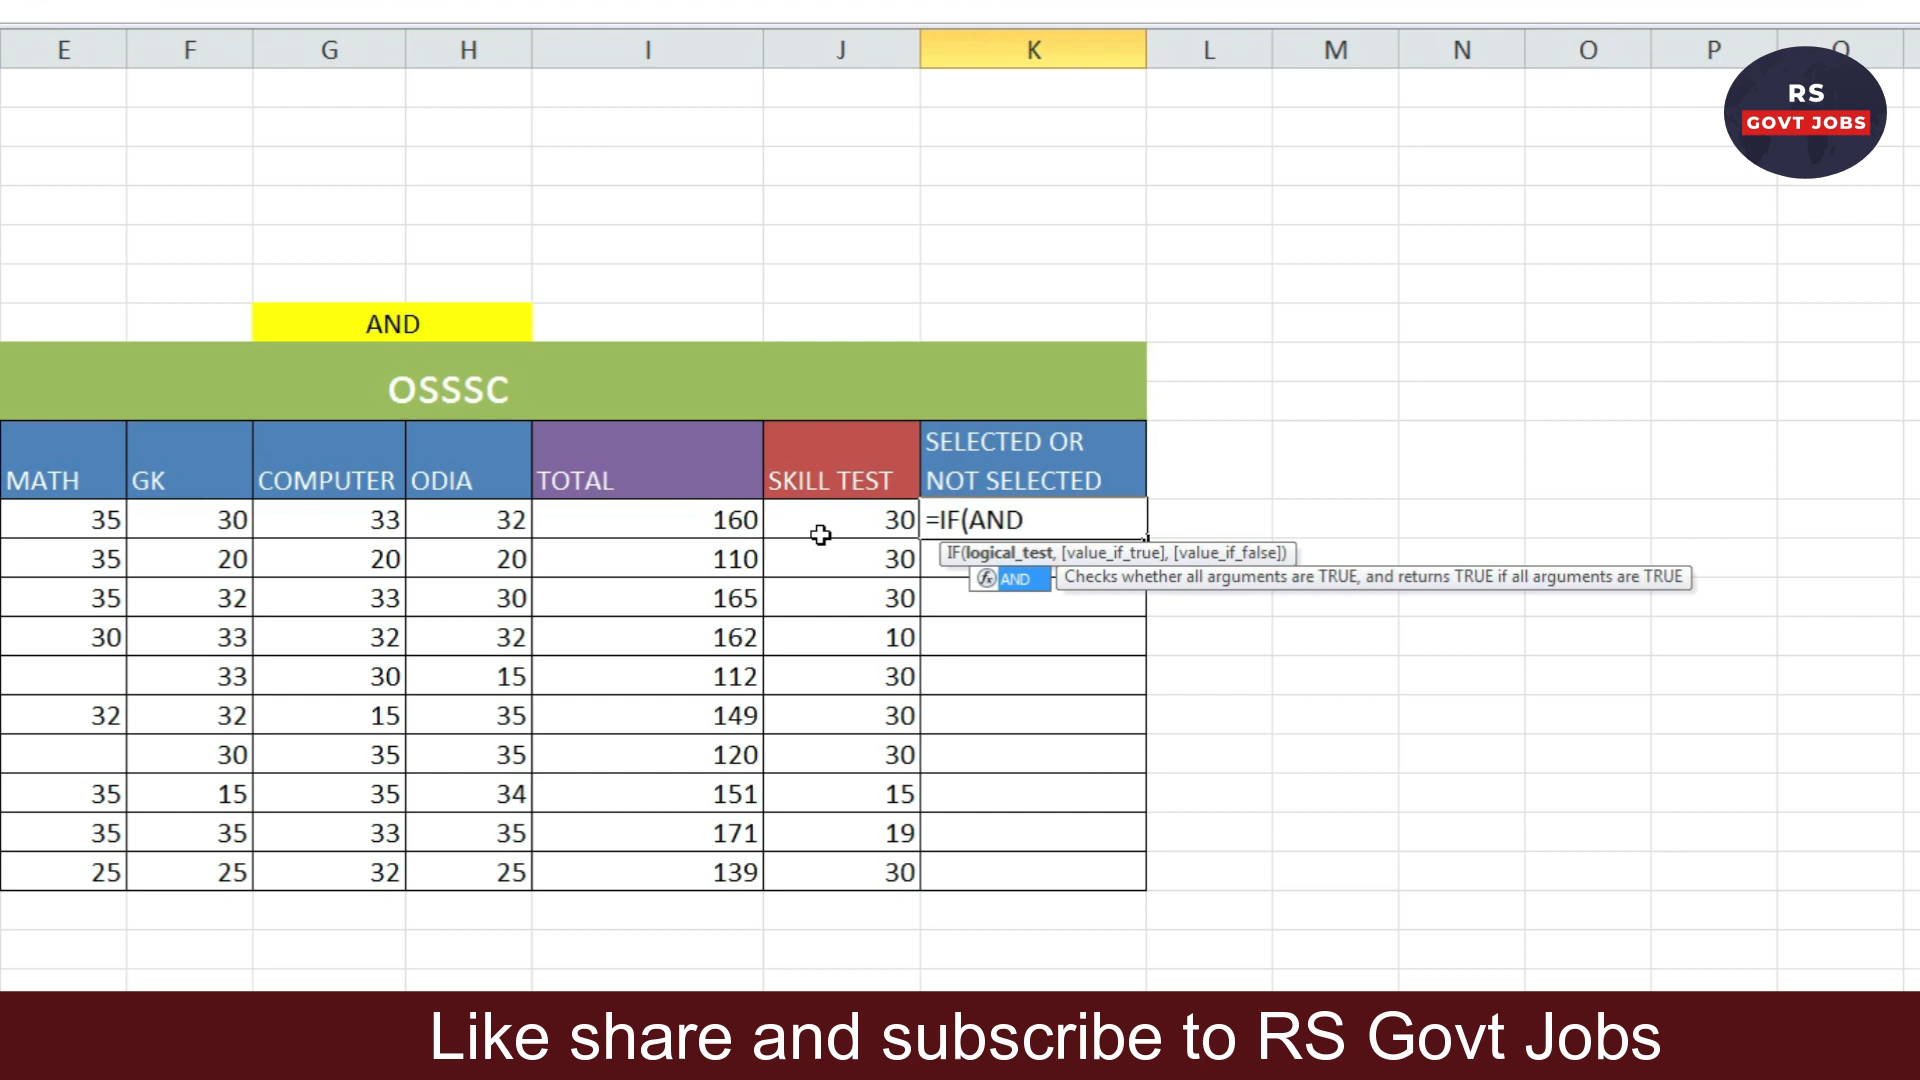 E F G H I J K L M N O P Q
RS
GOVT JOBS
AND
OSSSC
MATH GK COMPUTER ODIA TOTAL SKILL TEST SELECTED OR
NOT SELECTED
35 30 33 32 160 30 =IF(AND
IF(logical_test, [value_if_true], [value_if_false])
35 20 20 20 110 30
fx AND Checks whether all arguments are TRUE, and returns TRUE if all arguments are TRUE
35 32 33 30 165 30
30 33 32 32 162 10
33 30 15 112 30
32 32 15 35 149 30
30 35 35 120 30
35 15 35 34 151 15
35 35 33 35 171 19
25 25 32 25 139 30
Like share and subscribe to RS Govt Jobs